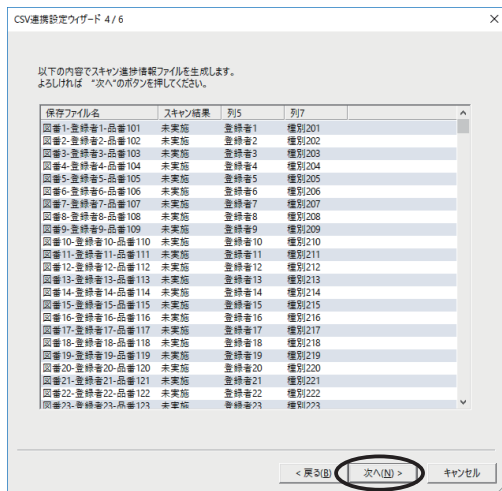 CSV連携設定ウィザード 4 / 6
以下の内容でスキャン進捗情報ファイルを生成します。
よろしければ "次へ"のボタンを押してください。
保存ファイル名 スキャン結果 列5 列7
図番1-登録者1-品番101 未実施 登録者1 種別201
図番2-登録者2-品番102 未実施 登録者2 種別202
図番3-登録者3-品番103 未実施 登録者3 種別203
図番4-登録者4-品番104 未実施 登録者4 種別204
図番5-登録者5-品番105 未実施 登録者5 種別205
図番6-登録者6-品番106 未実施 登録者6 種別206
図番7-登録者7-品番107 未実施 登録者7 種別207
図番8-登録者8-品番108 未実施 登録者8 種別208
図番9-登録者9-品番109 未実施 登録者9 種別209
図番10-登録者10-品番110 未実施 登録者10 種別210
図番11-登録者11-品番111 未実施 登録者11 種別211
図番12-登録者12-品番112 未実施 登録者12 種別212
図番13-登録者13-品番113 未実施 登録者13 種別213
図番14-登録者14-品番114 未実施 登録者14 種別214
図番15-登録者15-品番115 未実施 登録者15 種別215
図番16-登録者16-品番116 未実施 登録者16 種別216
図番17-登録者17-品番117 未実施 登録者17 種別217
図番18-登録者18-品番118 未実施 登録者18 種別218
図番19-登録者19-品番119 未実施 登録者19 種別219
図番20-登録者20-品番120 未実施 登録者20 種別220
図番21-登録者21-品番121 未実施 登録者21 種別221
図番22-登録者22-品番122 未実施 登録者22 種別222
図番23-登録者23-品番123 未実施 登録者23 種別223
< 戻る(B) 次へ(N) > キャンセル